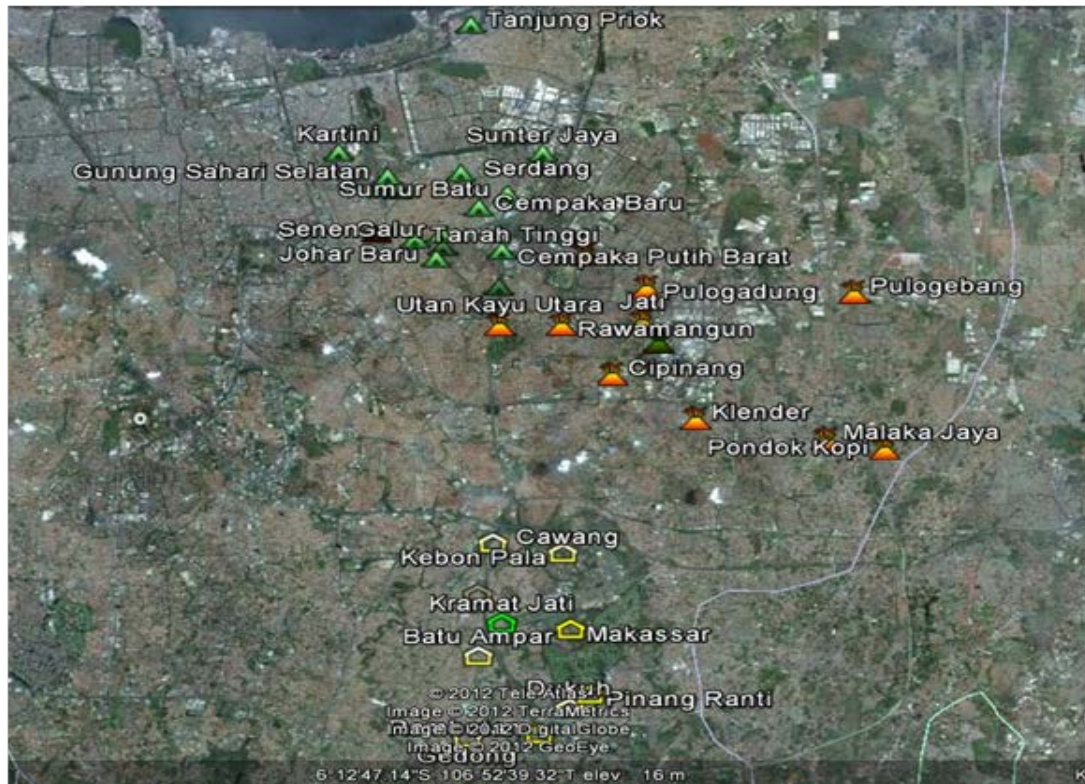 Tanjung Priok
Kartini
Sunter Jaya
Gunung Sahari Selatan
Serdang
Sumur Batu
Cempaka Baru
Senen
Galur
Tanah Tinggi
Johar Baru
Cempaka Putih Barat
Pulogadung
Pulogebang
Utan Kayu Utara
Jati
Rawamangun
Cipinang
Klender
Malaka Jaya
Pondok Kopi
Cawang
Kebon Pala
Kramat Jati
Batu Ampar
Makassar
Dukuh
Pinang Ranti
© 2012 Tele Atlas
Image © 2012 TerraMetrics
Image © 2012 DigitalGlobe
Image © 2012 GeoEye
Gedong
6°12'47.14"S 106°52'39.32"T elev 16 m